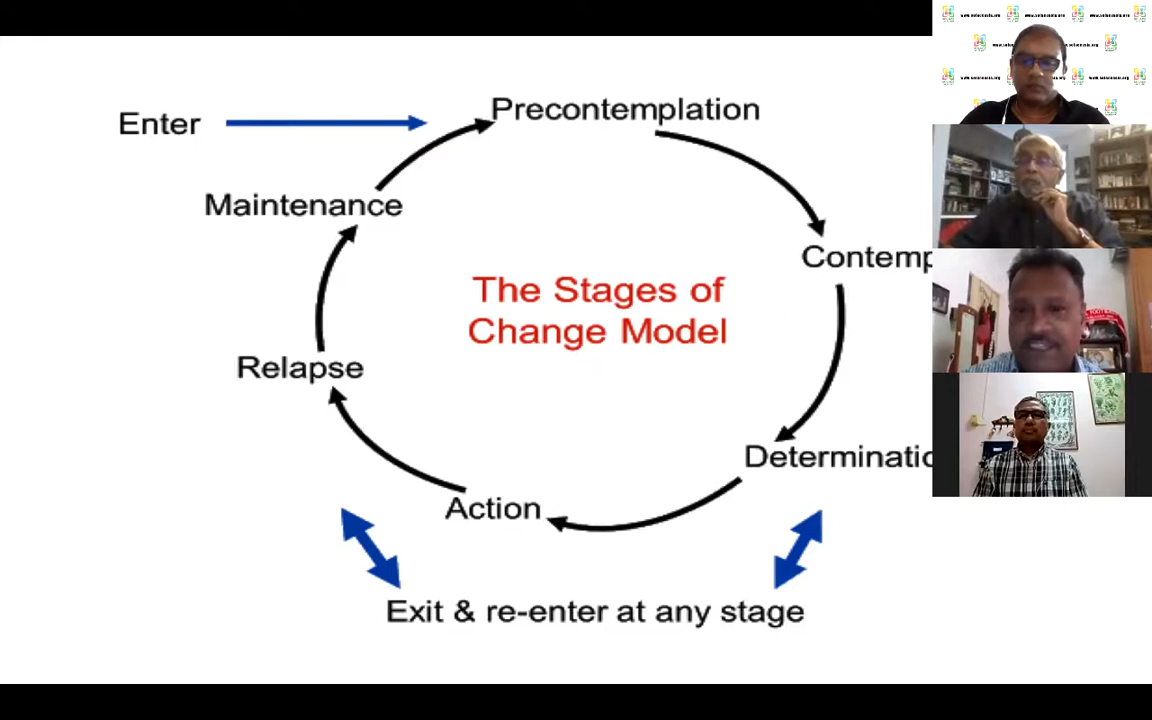 Enter
Precontemplation
Maintenance
Contemp
The Stages of
Change Model
Relapse
Determinatio
Action
Exit & re-enter at any stage